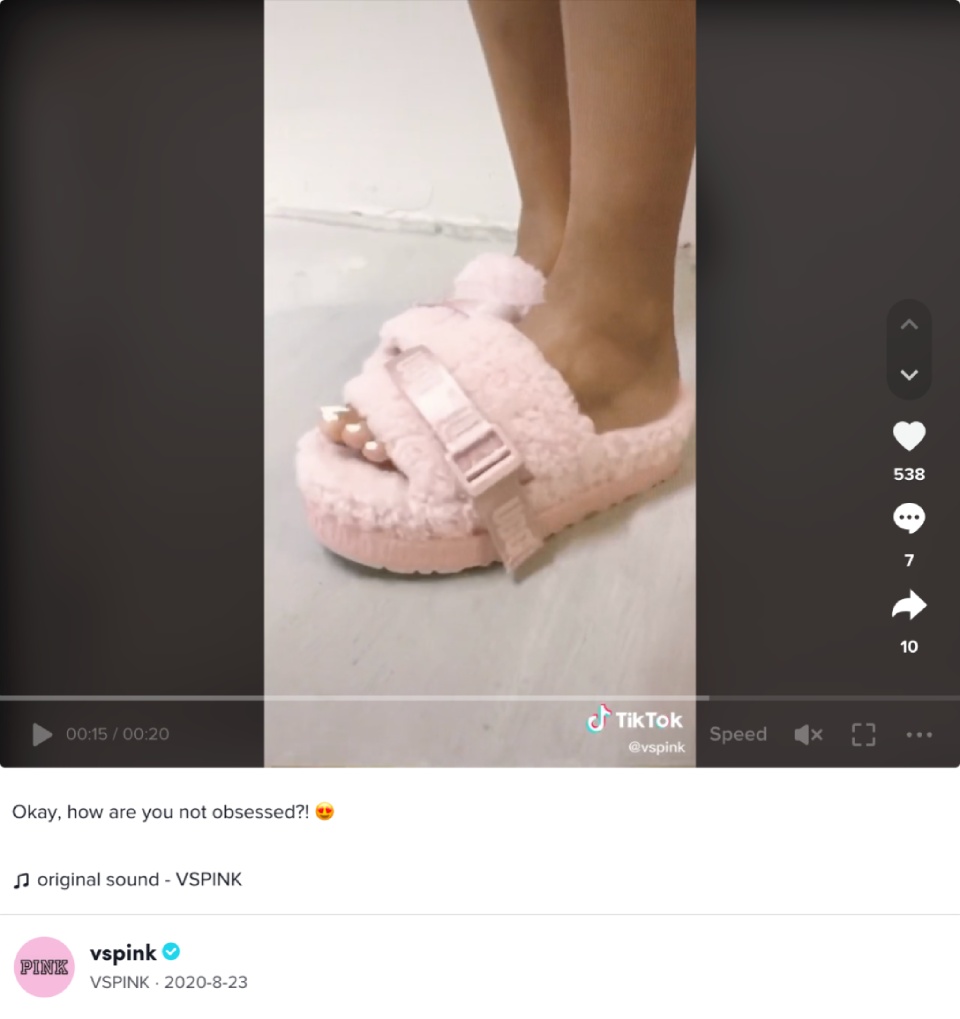 538
7
10
TikTok
@vspink
00:15 / 00:20
Speed
Okay, how are you not obsessed?! 😍
original sound - VSPINK
PINK
vspink
VSPINK · 2020-8-23